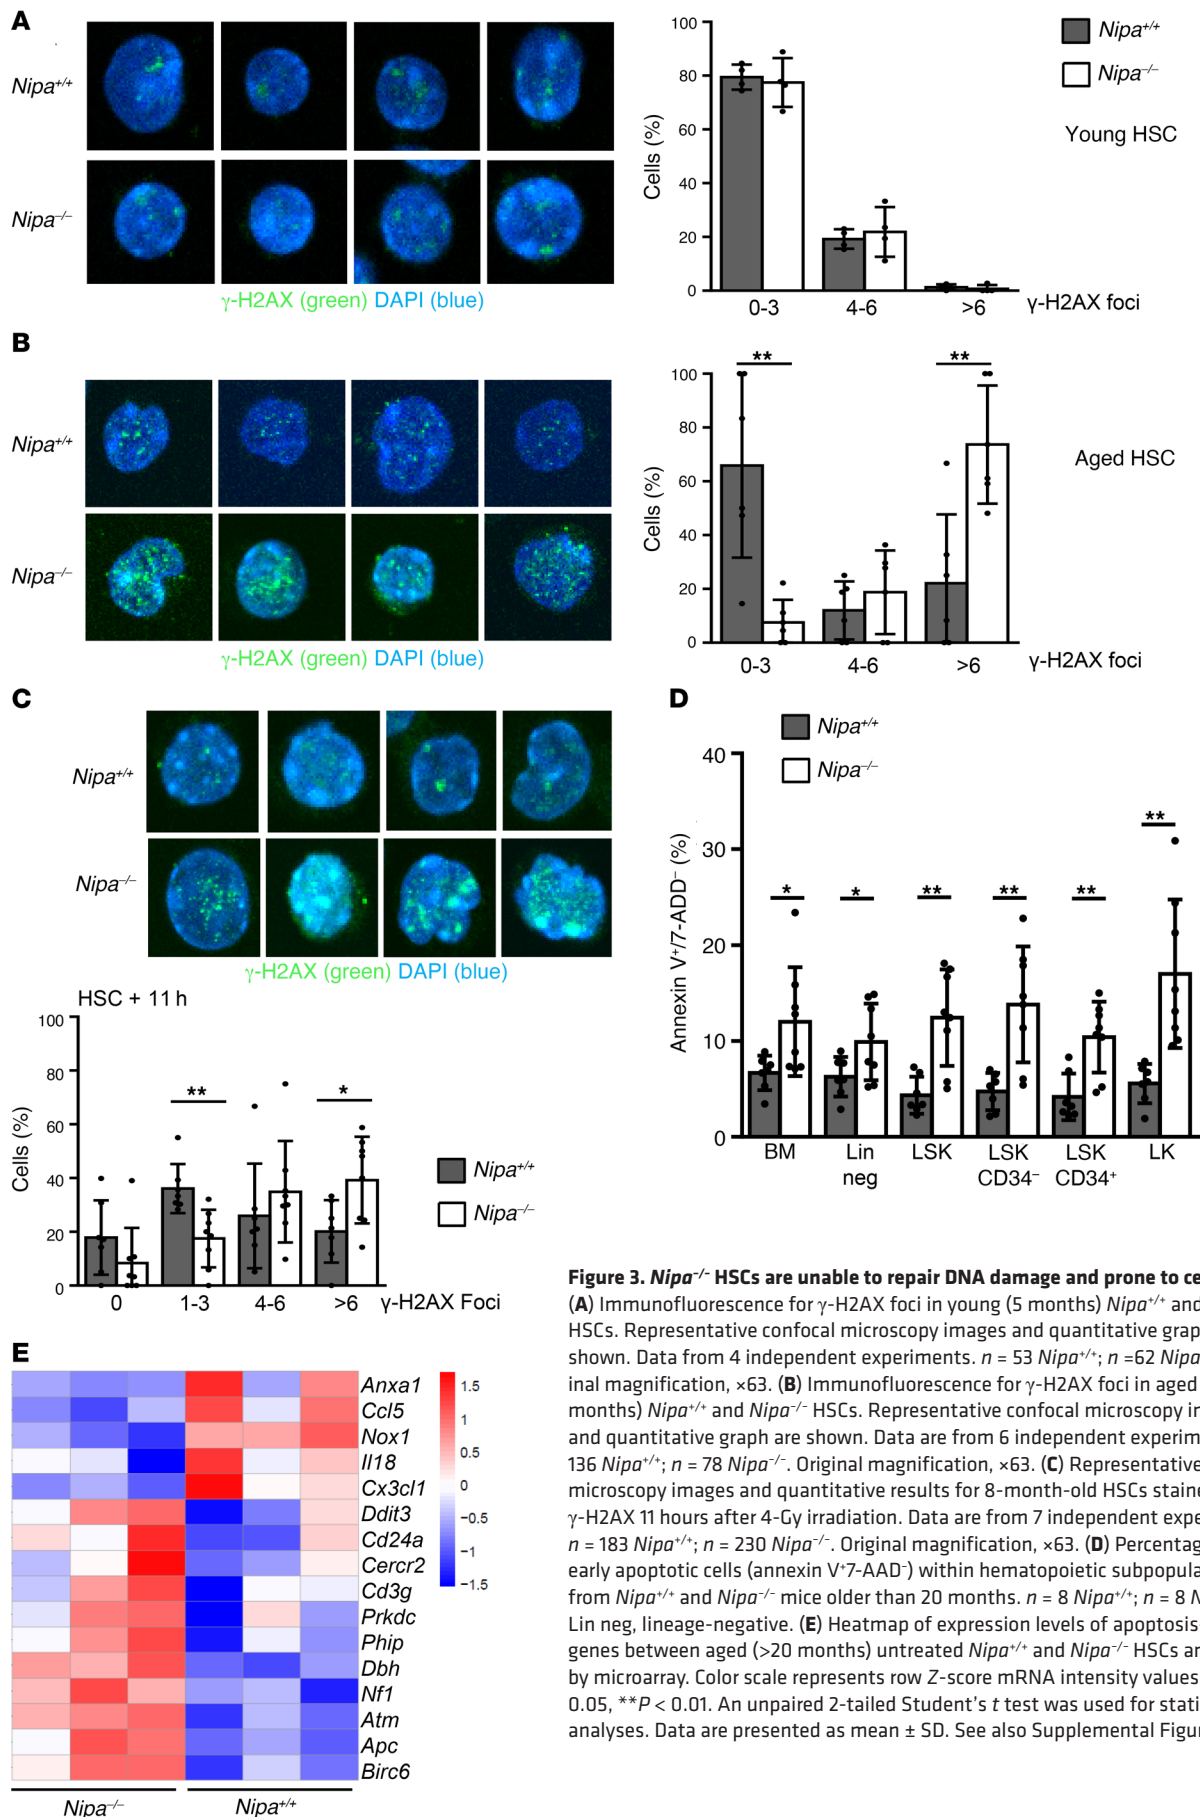 A
Nipa+/+
Nipa−/−
γ-H2AX (green) DAPI (blue)
100
80
60
40
20
0
Cells (%)
0-3
4-6
>6
γ-H2AX foci
Nipa+/+
Nipa−/−
Young HSC
B
Nipa+/+
Nipa−/−
γ-H2AX (green) DAPI (blue)
**
**
100
80
60
40
20
0
Cells (%)
0-3
4-6
>6
γ-H2AX foci
Aged HSC
C
Nipa+/+
Nipa−/−
γ-H2AX (green) DAPI (blue)
HSC + 11 h
100
80
60
40
20
0
Cells (%)
**
*
0
1-3
4-6
>6
γ-H2AX Foci
Nipa+/+
Nipa−/−
D
Nipa+/+
Nipa−/−
40
30
20
10
0
Annexin V+/7-ADD− (%)
*
*
**
**
**
**
BM
Lin
neg
LSK
LSK
CD34−
LSK
CD34+
LK
E
Anxa1
Ccl5
Nox1
Il18
Cx3cl1
Ddit3
Cd24a
Cercr2
Cd3g
Prkdc
Phip
Dbh
Nf1
Atm
Apc
Birc6
1.5
1
0.5
0
−0.5
−1
−1.5
Nipa−/−
Nipa+/+
Figure 3. Nipa−/− HSCs are unable to repair DNA damage and prone to ce
(A) Immunofluorescence for γ-H2AX foci in young (5 months) Nipa+/+ and
HSCs. Representative confocal microscopy images and quantitative grap
shown. Data from 4 independent experiments. n = 53 Nipa+/+; n =62 Nipa
inal magnification, ×63. (B) Immunofluorescence for γ-H2AX foci in aged
months) Nipa+/+ and Nipa−/− HSCs. Representative confocal microscopy in
and quantitative graph are shown. Data are from 6 independent experim
136 Nipa+/+; n = 78 Nipa−/−. Original magnification, ×63. (C) Representative
microscopy images and quantitative results for 8-month-old HSCs staine
γ-H2AX 11 hours after 4-Gy irradiation. Data are from 7 independent expe
n = 183 Nipa+/+; n = 230 Nipa−/−. Original magnification, ×63. (D) Percentag
early apoptotic cells (annexin V+7-AAD−) within hematopoietic subpopula
from Nipa+/+ and Nipa−/− mice older than 20 months. n = 8 Nipa+/+; n = 8 N
Lin neg, lineage-negative. (E) Heatmap of expression levels of apoptosis
genes between aged (>20 months) untreated Nipa+/+ and Nipa−/− HSCs ar
by microarray. Color scale represents row Z-score mRNA intensity values
0.05, **P < 0.01. An unpaired 2-tailed Student's t test was used for stati
analyses. Data are presented as mean ± SD. See also Supplemental Figur